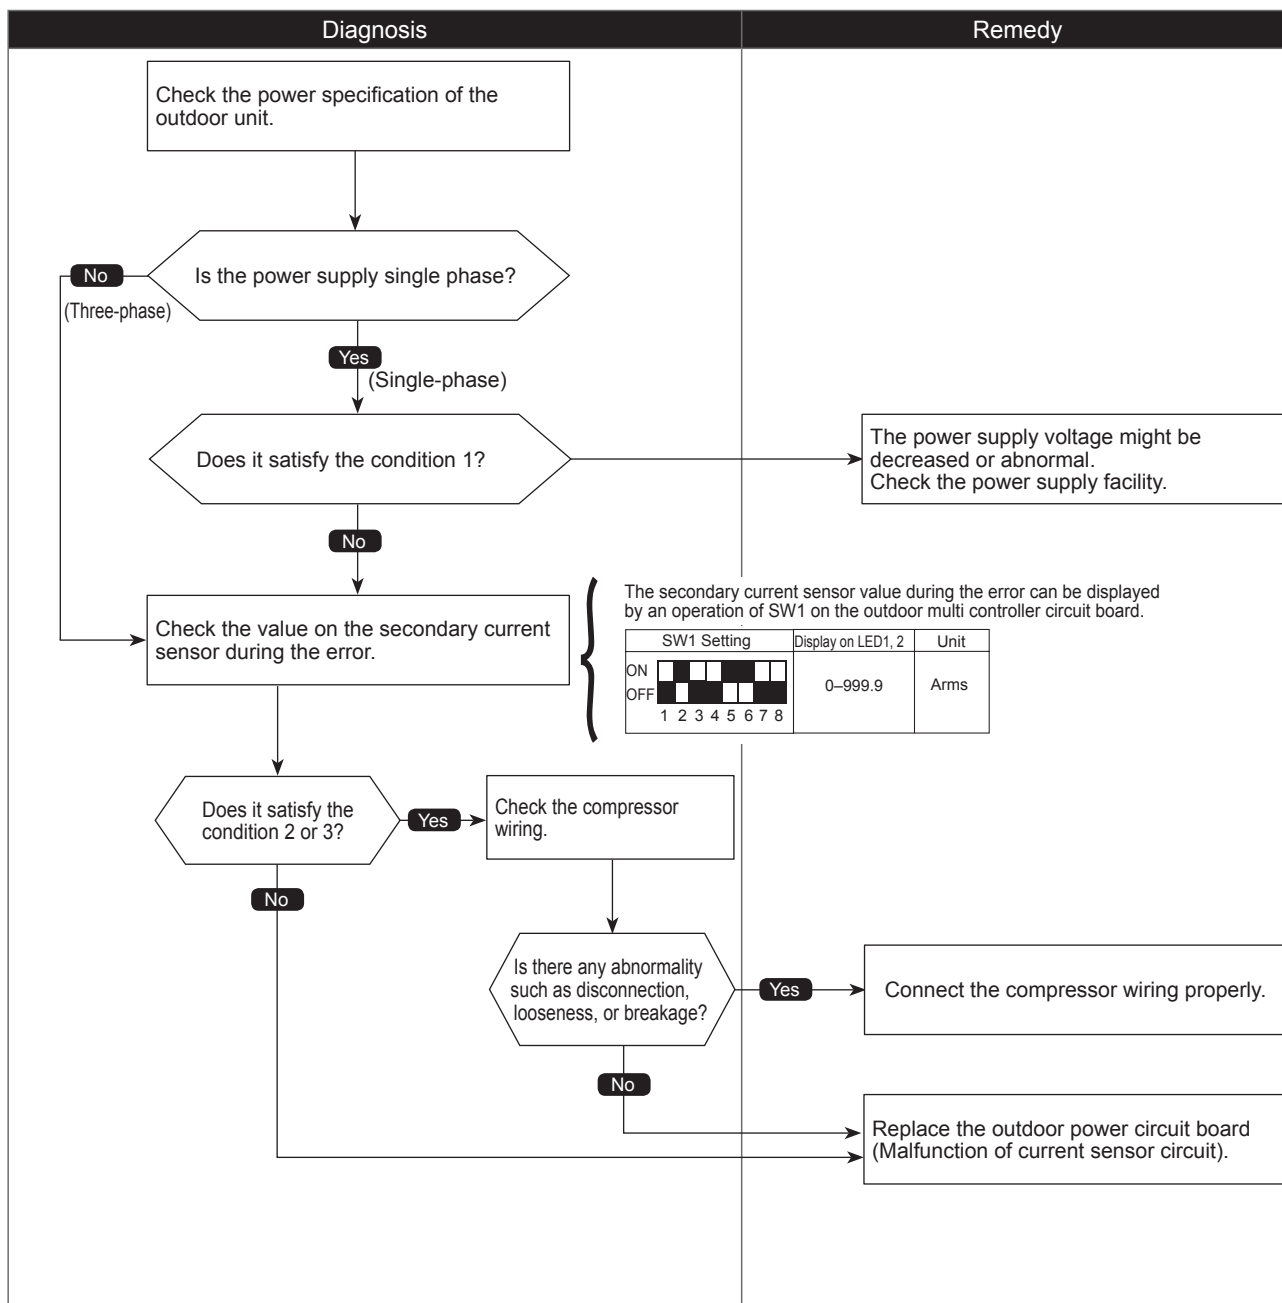 Diagnosis
Remedy
Check the power specification of the
outdoor unit.
Is the power supply single phase?
No
(Three-phase)
Yes
(Single-phase)
Does it satisfy the condition 1?
The power supply voltage might be
decreased or abnormal.
Check the power supply facility.
No
Check the value on the secondary current
sensor during the error.
The secondary current sensor value during the error can be displayed
by an operation of SW1 on the outdoor multi controller circuit board.
SW1 Setting
Display on LED1, 2
Unit
ON
OFF
1 2 3 4 5 6 7 8
0–999.9
Arms
Does it satisfy the
condition 2 or 3?
Yes
Check the compressor
wiring.
No
Is there any abnormality
such as disconnection,
looseness, or breakage?
Yes
Connect the compressor wiring properly.
No
Replace the outdoor power circuit board
(Malfunction of current sensor circuit).